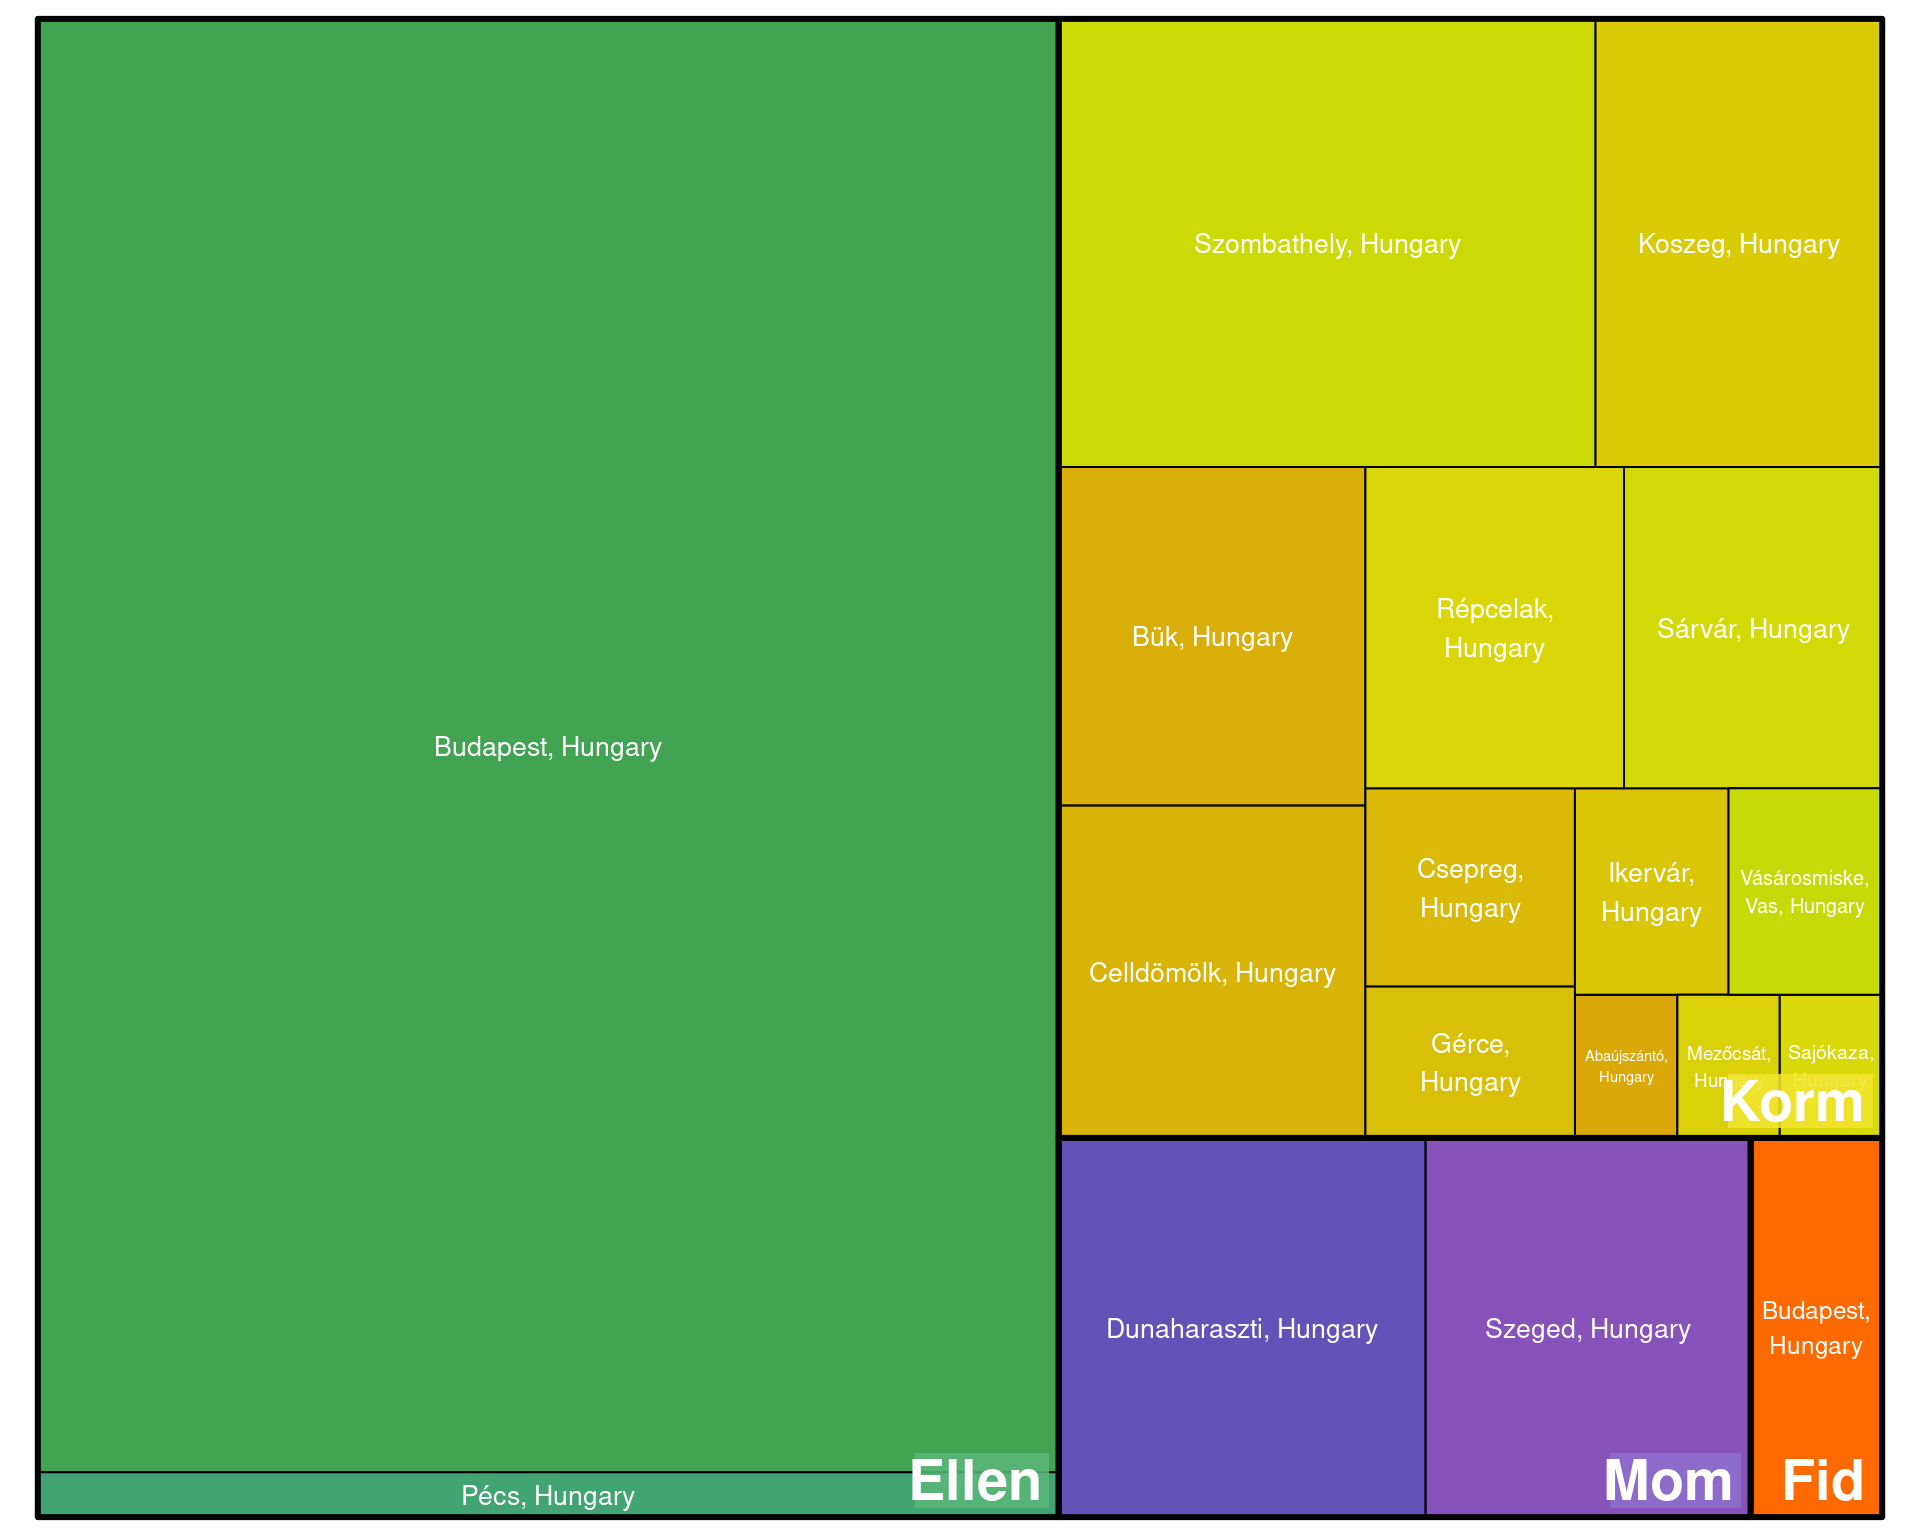 Szombathely, Hungary
Koszeg, Hungary
Bük, Hungary
Répcelak,
Hungary
Sárvár, Hungary
Budapest, Hungary
Csepreg,
Hungary
Ikervár,
Hungary
Vásárosmiske,
Vas, Hungary
Celldömölk, Hungary
Gérce,
Hungary
Abaújszántó,
Hungary
Mezőcsát,
Hungary
Sajókaza,
Hungary
Korm
Dunaharaszti, Hungary
Szeged, Hungary
Budapest,
Hungary
Pécs, Hungary
Ellen
Mom
Fid